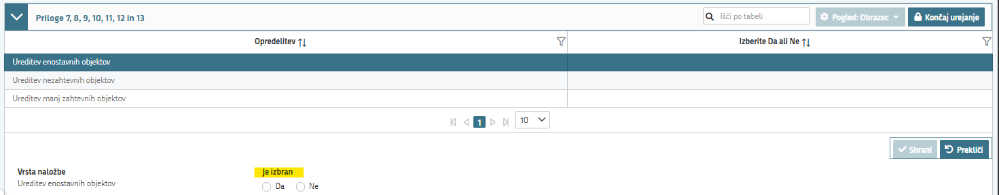 Priloge 7, 8, 9, 10, 11, 12 in 13
Išči po tabeli
Pogled: Obrazec
Končaj urejanje
Opredelitev
Izberite Da ali Ne
Ureditev enostavnih objektov
Ureditev nezahtevnih objektov
Ureditev manj zahtevnih objektov
1
10
Shrani
Prekliči
Vrsta naložbe
Je izbran
Ureditev enostavnih objektov
Da
Ne